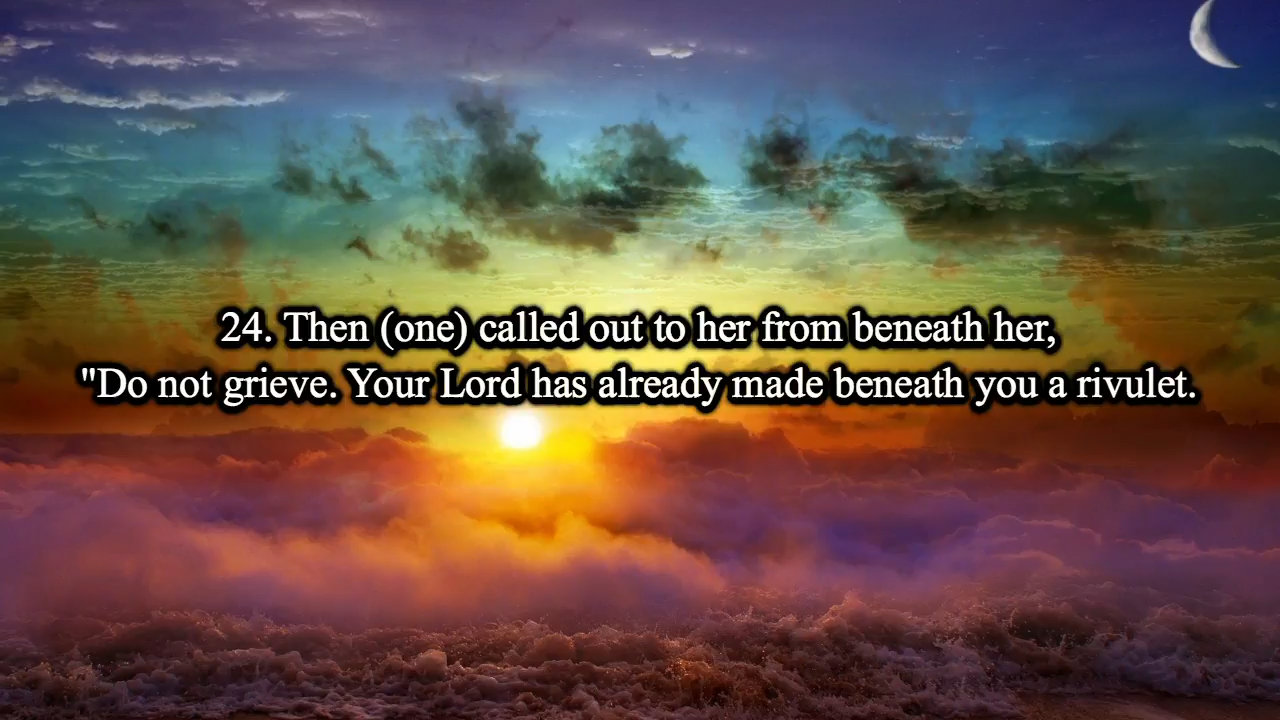 24. Then (one) called out to her from beneath her,
"Do not grieve. Your Lord has already made beneath you a rivulet.